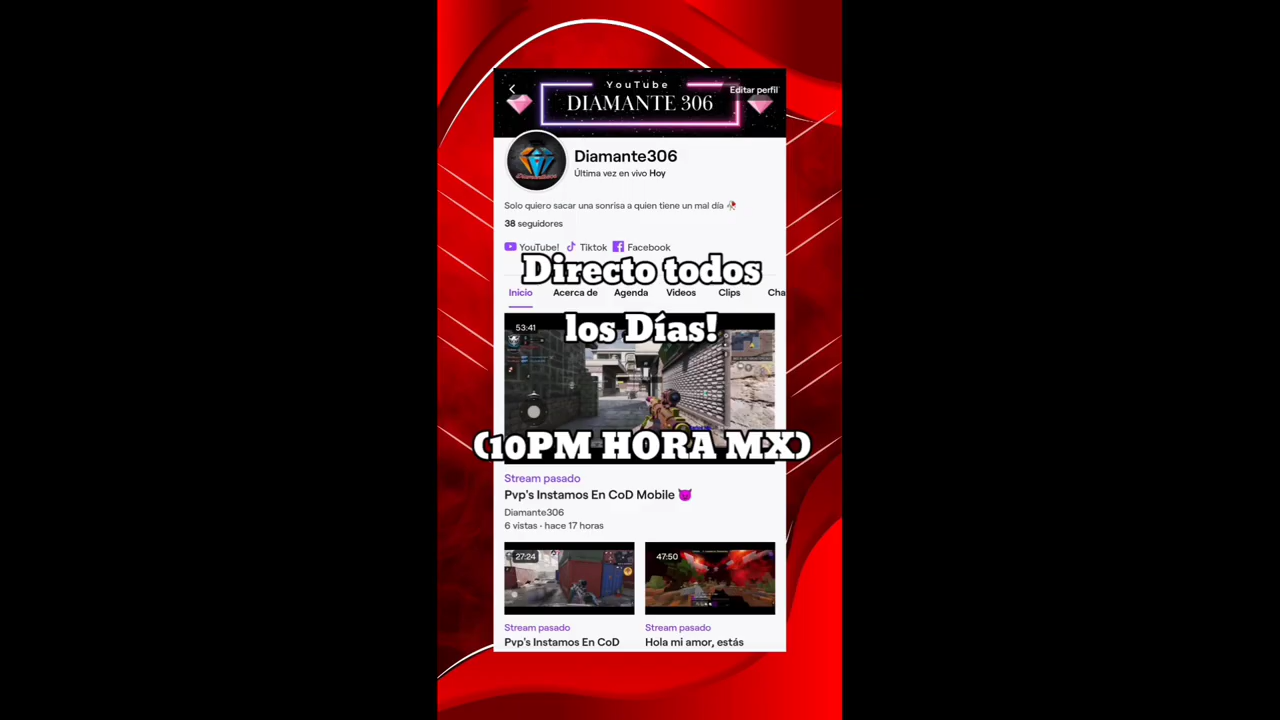 YouTube
Editar perfil
DIAMANTE 306
Diamante306
Última vez en vivo Hoy
Solo quiero sacar una sonrisa a quien tiene un mal día
38 seguidores
YouTube! Tiktok Facebook
Directo todos
Inicio Acerca de Agenda Videos Clips Cha
los Días!
53:41
(10PM HORA MX)
Stream pasado
Pvp's Instamos En CoD Mobile 😈
Diamante306
6 vistas · hace 17 horas
27:24
47:50
Stream pasado
Pvp's Instamos En CoD
Stream pasado
Hola mi amor, estás